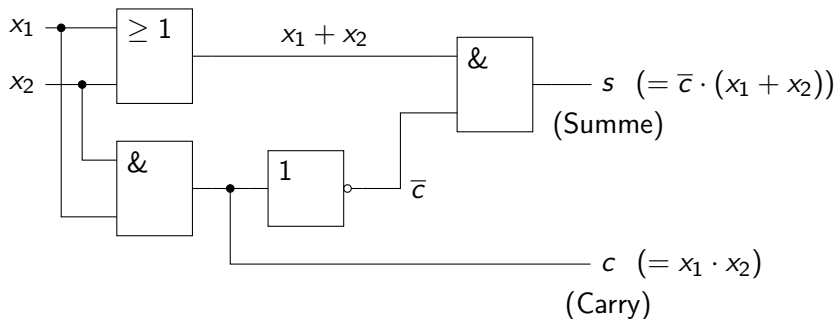 x₁ ≥ 1 x₁ + x₂
x₂ & s (= c̅ · (x₁ + x₂))
(Summe)
& 1 c̅
c (= x₁ · x₂)
(Carry)